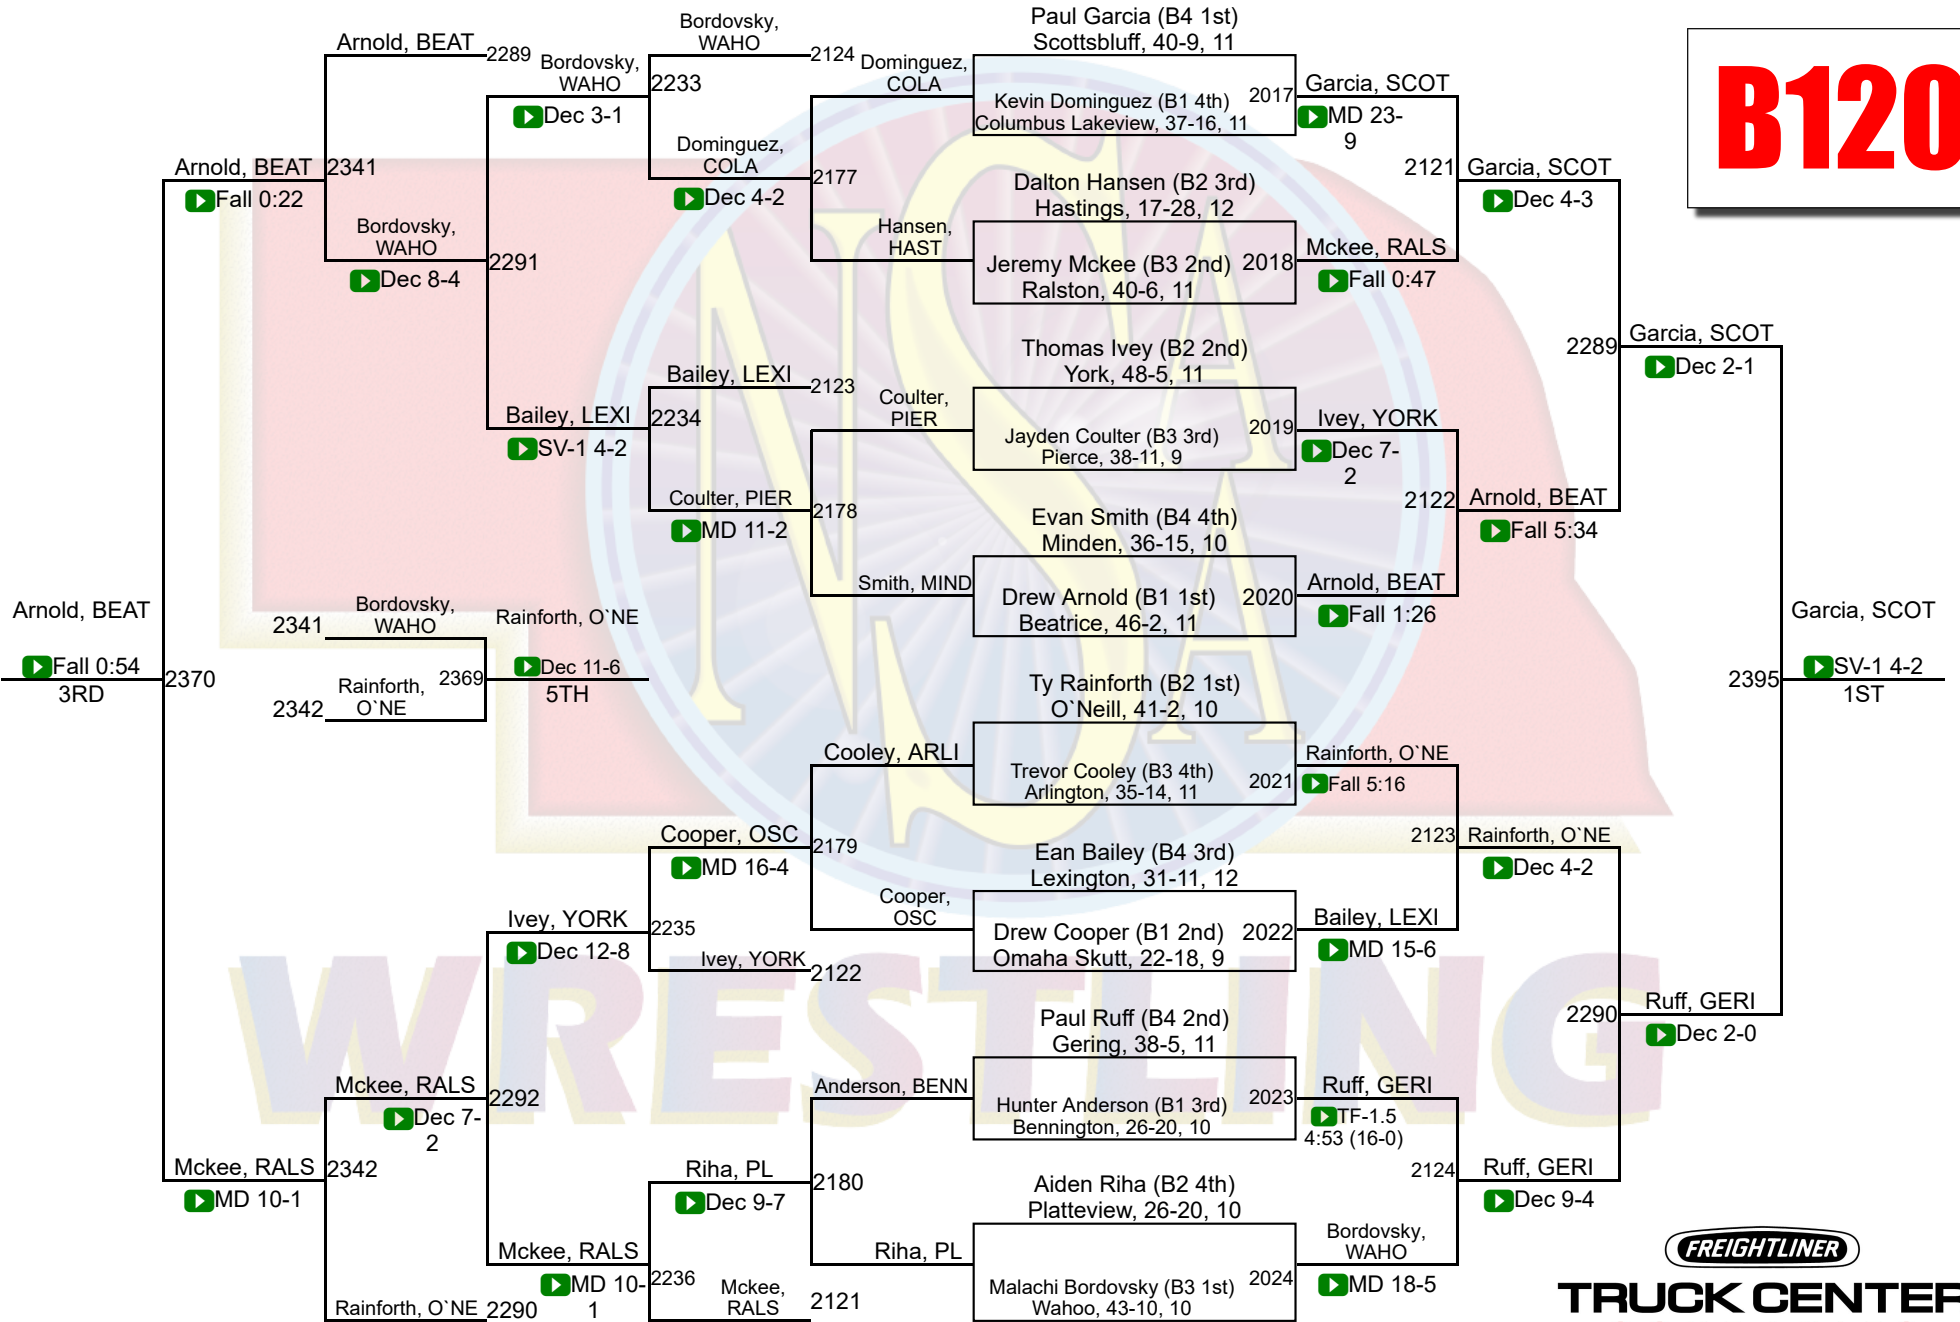 B120
Paul Garcia (B4 1st)
Scottsbluff, 40-9, 11
Kevin Dominguez (B1 4th)
Columbus Lakeview, 37-16, 11
2017
Dalton Hansen (B2 3rd)
Hastings, 17-28, 12
Jeremy Mckee (B3 2nd)
Ralston, 40-6, 11
2018
Thomas Ivey (B2 2nd)
York, 48-5, 11
Jayden Coulter (B3 3rd)
Pierce, 38-11, 9
2019
Evan Smith (B4 4th)
Minden, 36-15, 10
Drew Arnold (B1 1st)
Beatrice, 46-2, 11
2020
Ty Rainforth (B2 1st)
O`Neill, 41-2, 10
Trevor Cooley (B3 4th)
Arlington, 35-14, 11
2021
Ean Bailey (B4 3rd)
Lexington, 31-11, 12
Drew Cooper (B1 2nd)
Omaha Skutt, 22-18, 9
2022
Paul Ruff (B4 2nd)
Gering, 38-5, 11
Hunter Anderson (B1 3rd)
Bennington, 26-20, 10
2023
Aiden Riha (B2 4th)
Platteview, 26-20, 10
Malachi Bordovsky (B3 1st)
Wahoo, 43-10, 10
2024
Garcia, SCOT
MD 23-
9
Mckee, RALS
Fall 0:47
Ivey, YORK
Dec 7-
2
Arnold, BEAT
Fall 1:26
Rainforth, O`NE
Fall 5:16
Bailey, LEXI
MD 15-6
Ruff, GERI
TF-1.5
4:53 (16-0)
Bordovsky,
WAHO
MD 18-5
2121
Garcia, SCOT
Dec 4-3
2122
Arnold, BEAT
Fall 5:34
2123
Rainforth, O`NE
Dec 4-2
2124
Ruff, GERI
Dec 9-4
2289
Garcia, SCOT
Dec 2-1
2290
Ruff, GERI
Dec 2-0
Garcia, SCOT
2395
SV-1 4-2
1ST
Dominguez,
COLA
Hansen,
HAST
Coulter,
PIER
Smith, MIND
Cooley, ARLI
Cooper,
OSC
Anderson, BENN
Riha, PL
Bordovsky,
WAHO
2124
Dominguez,
COLA
2177
Dec 4-2
Bailey, LEXI
2123
Coulter, PIER
2178
MD 11-2
Cooper, OSC
2179
MD 16-4
Ivey, YORK
2122
Riha, PL
2180
Dec 9-7
Mckee,
RALS
2121
Bordovsky,
WAHO
2233
Dec 3-1
Bailey, LEXI
2234
SV-1 4-2
Ivey, YORK
2235
Dec 12-8
Mckee, RALS
2236
MD 10-
1
Arnold, BEAT
2289
Bordovsky,
WAHO
2291
Dec 8-4
Mckee, RALS
2292
Dec 7-
2
Rainforth, O`NE
2290
Arnold, BEAT
2341
Fall 0:22
Mckee, RALS
2342
MD 10-1
2341
Bordovsky,
WAHO
2342
Rainforth,
O`NE
2369
Rainforth, O`NE
Dec 11-6
5TH
Arnold, BEAT
Fall 0:54
2370
3RD
NSAA
WRESTLING
FREIGHTLINER
TRUCK CENTER